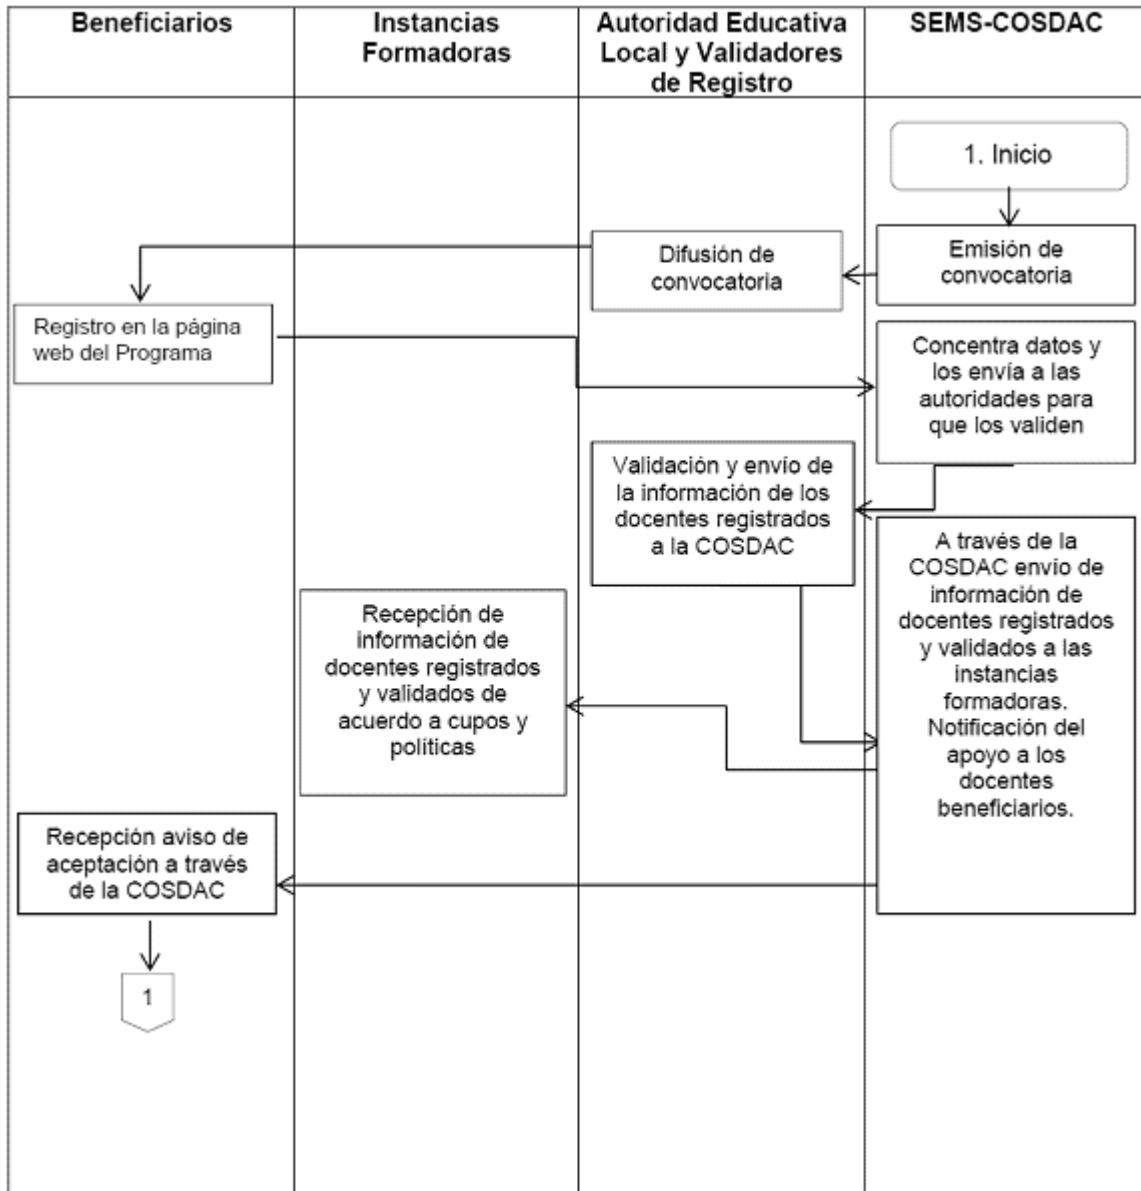 Beneficiarios
Instancias
Formadoras
Autoridad Educativa
Local y Validadores
de Registro
SEMS-COSDAC
1. Inicio
Emisión de
convocatoria
Difusión de
convocatoria
Registro en la página
web del Programa
Concentra datos y
los envía a las
autoridades para
que los validen
Validación y envío de
la información de los
docentes registrados
a la COSDAC
A través de la
COSDAC envío de
información de
docentes registrados
y validados a las
instancias
formadoras.
Notificación del
apoyo a los
docentes
beneficiarios.
Recepción de
información de
docentes registrados
y validados de
acuerdo a cupos y
políticas
Recepción aviso de
aceptación a través
de la COSDAC
1